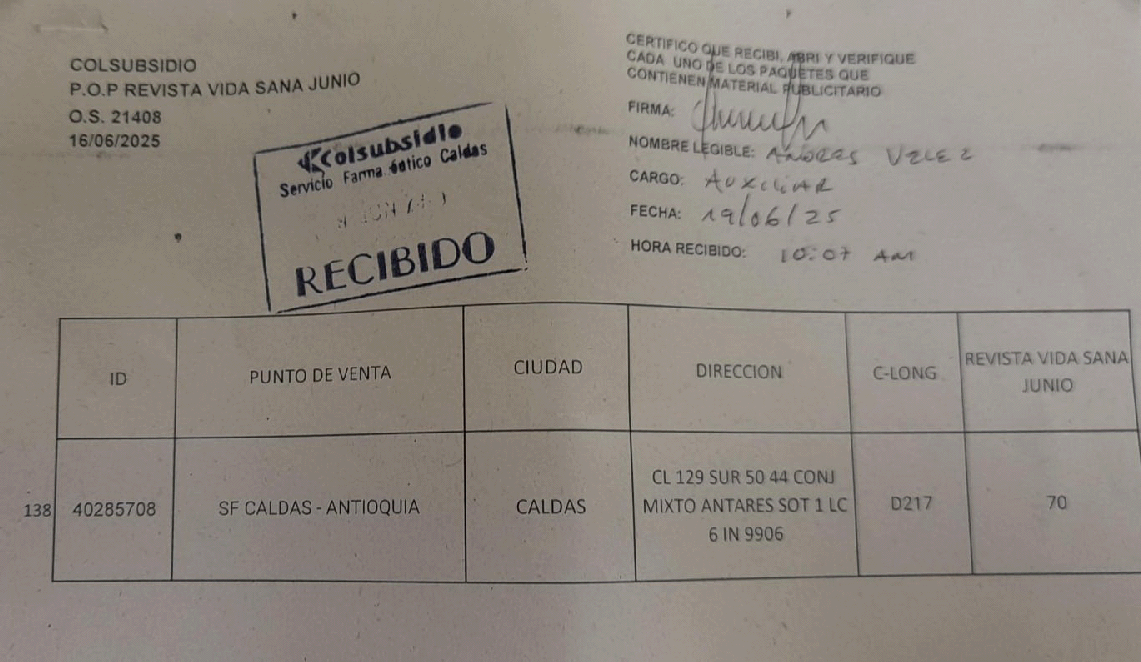 COLSUBSIDIO
P.O.P REVISTA VIDA SANA JUNIO
O.S. 21408
16/06/2025
Colsubsidio
Servicio Farmacéutico Caldas
RECIBIDO
CERTIFICO QUE RECIBI, ABRI Y VERIFIQUE
CADA UNO DE LOS PAQUETES QUE
CONTIENEN MATERIAL PUBLICITARIO
FIRMA:
NOMBRE LEGIBLE: ANDRES VELEZ
CARGO: AUXILIAR
FECHA: 19/06/25
HORA RECIBIDO: 10:07 AM
ID
PUNTO DE VENTA
CIUDAD
DIRECCION
C-LONG
REVISTA VIDA SANA
JUNIO
138
40285708
SF CALDAS - ANTIOQUIA
CALDAS
CL 129 SUR 50 44 CONJ
MIXTO ANTARES SOT 1 LC
6 IN 9906
D217
70